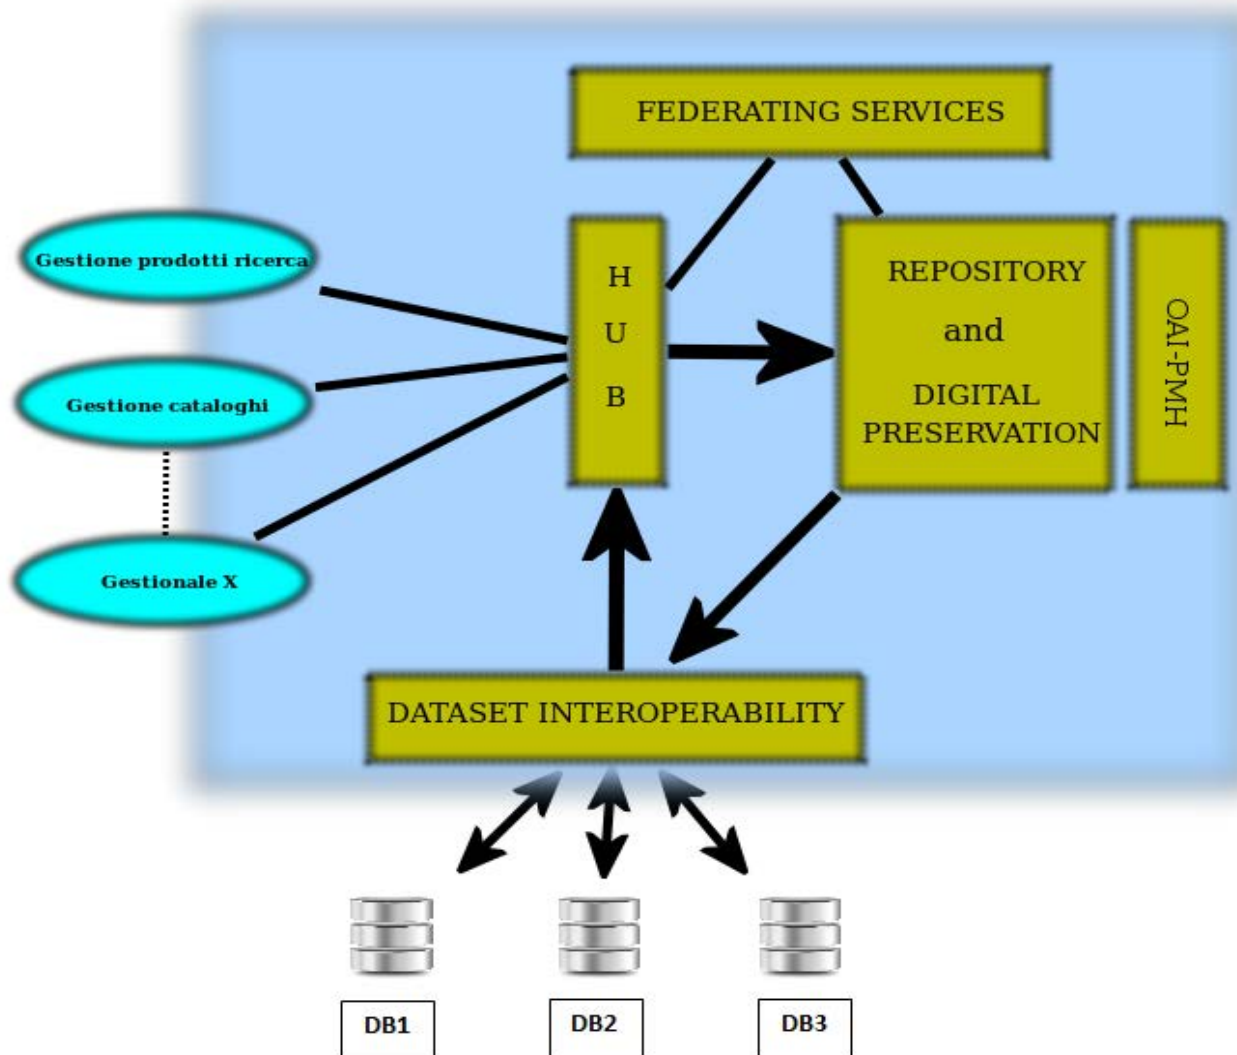 FEDERATING SERVICES
Gestione prodotti ricerca
Gestione cataloghi
Gestionale X
H
U
B
REPOSITORY
and
DIGITAL
PRESERVATION
OAI-PMH
DATASET INTEROPERABILITY
DB1
DB2
DB3